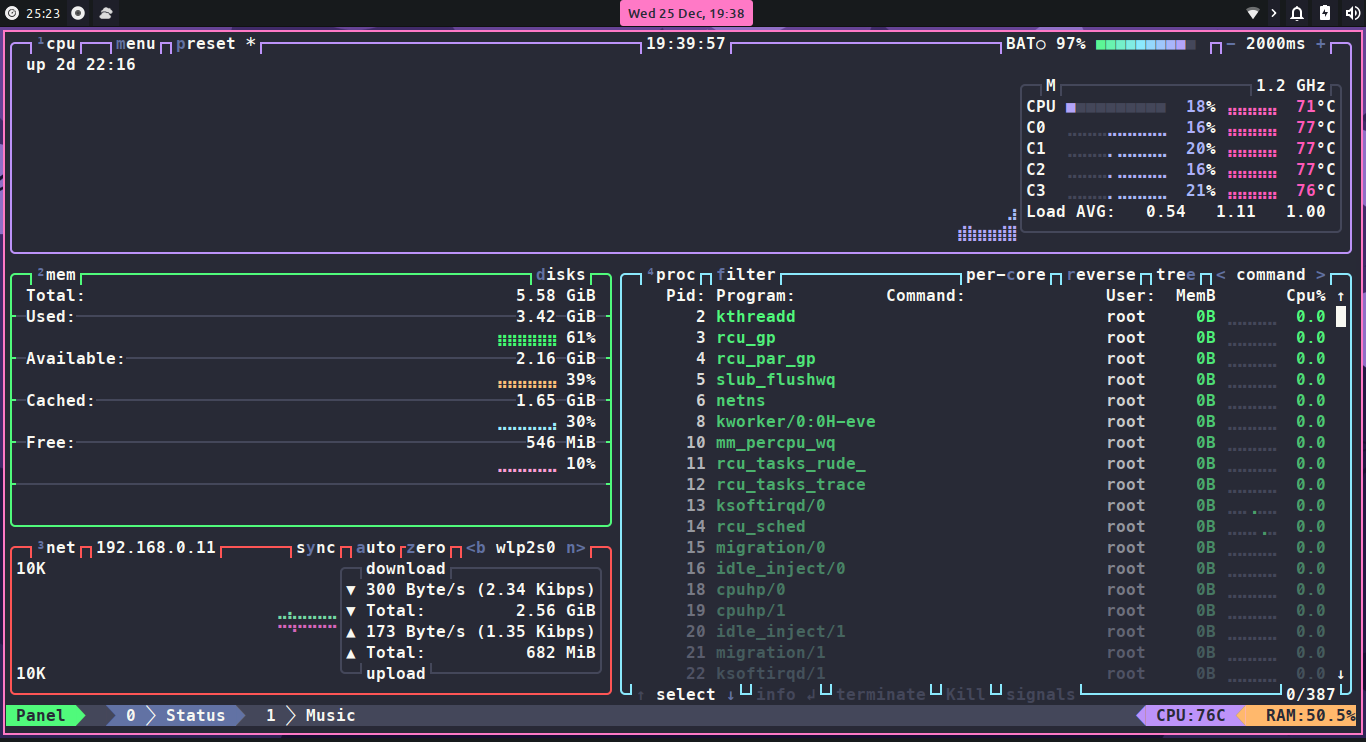 25:23 Wed 25 Dec, 19:38
¹cpu menu preset * 19:39:57 BAT○ 97% - 2000ms +
up 2d 22:16
M 1.2 GHz
CPU 18% 71°C
C0 16% 77°C
C1 20% 77°C
C2 16% 77°C
C3 21% 76°C
Load AVG: 0.54 1.11 1.00
²mem disks
Total: 5.58 GiB
Used: 3.42 GiB
61%
Available: 2.16 GiB
39%
Cached: 1.65 GiB
30%
Free: 546 MiB
10%
³net 192.168.0.11 sync auto zero <b wlp2s0 n>
10K
download
▼ 300 Byte/s (2.34 Kibps)
▼ Total: 2.56 GiB
▲ 173 Byte/s (1.35 Kibps)
▲ Total: 682 MiB
10K
upload
⁴proc filter per-core reverse tree < command >
Pid: Program: Command: User: MemB Cpu% ↑
2 kthreadd root 0B 0.0
3 rcu_gp root 0B 0.0
4 rcu_par_gp root 0B 0.0
5 slub_flushwq root 0B 0.0
6 netns root 0B 0.0
8 kworker/0:0H-eve root 0B 0.0
10 mm_percpu_wq root 0B 0.0
11 rcu_tasks_rude_ root 0B 0.0
12 rcu_tasks_trace root 0B 0.0
13 ksoftirqd/0 root 0B 0.0
14 rcu_sched root 0B 0.0
15 migration/0 root 0B 0.0
16 idle_inject/0 root 0B 0.0
18 cpuhp/0 root 0B 0.0
19 cpuhp/1 root 0B 0.0
20 idle_inject/1 root 0B 0.0
21 migration/1 root 0B 0.0
22 ksoftirqd/1 root 0B 0.0 ↓
↑ select ↓ info ↲ terminate Kill signals 0/387
Panel 0 Status 1 Music CPU:76C RAM:50.5%